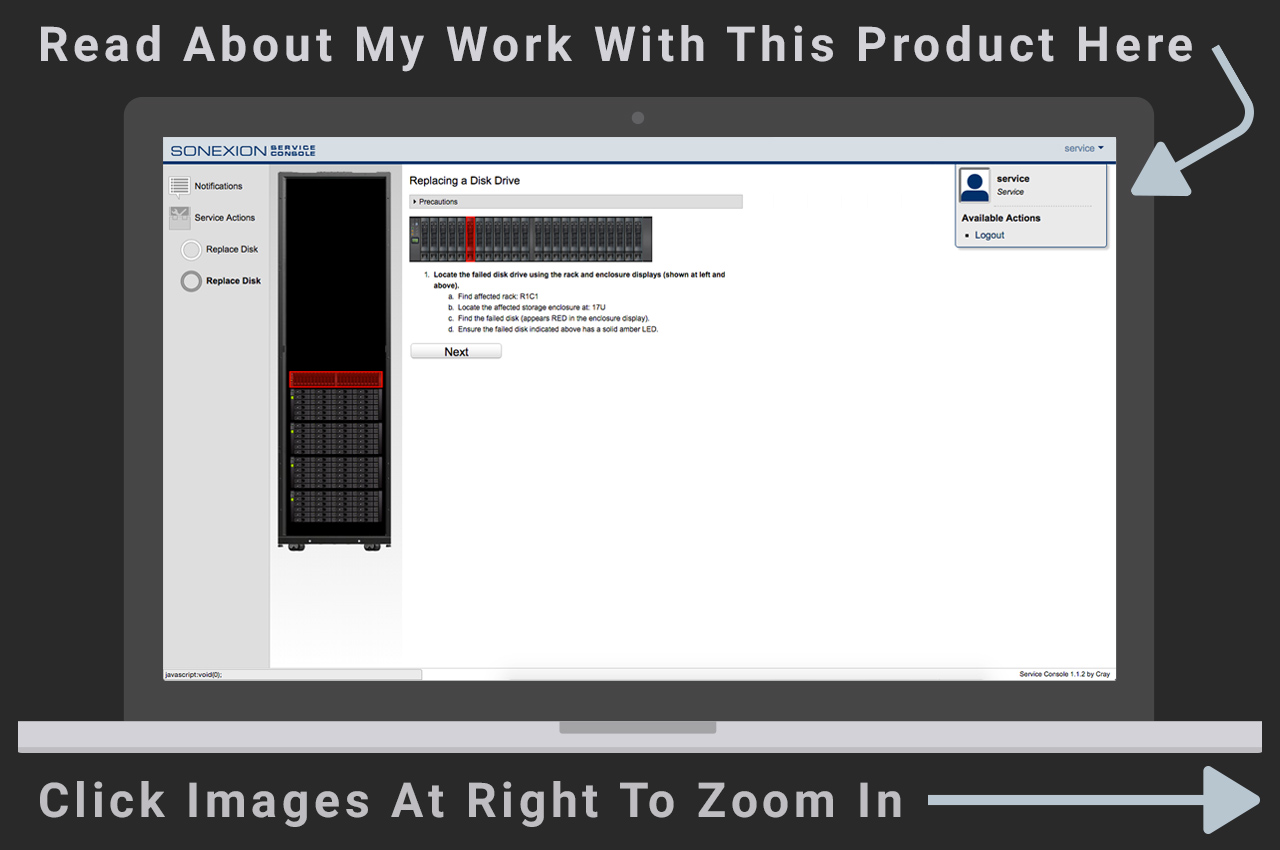 Read About My Work With This Product Here
SONEXION SERVICE CONSOLE
service
Notifications
Service Actions
Replace Disk
Replace Disk
Replacing a Disk Drive
Precautions
1. Locate the failed disk drive using the rack and enclosure displays (shown at left and
above).
a. Find affected rack: R1C1
b. Locate the affected storage enclosure at: 17U
c. Find the failed disk (appears RED in the enclosure display).
d. Ensure the failed disk indicated above has a solid amber LED.
Next
service
Service
Available Actions
Logout
javascript:void(0);
Service Console 1.1.2 by Cray
Click Images At Right To Zoom In